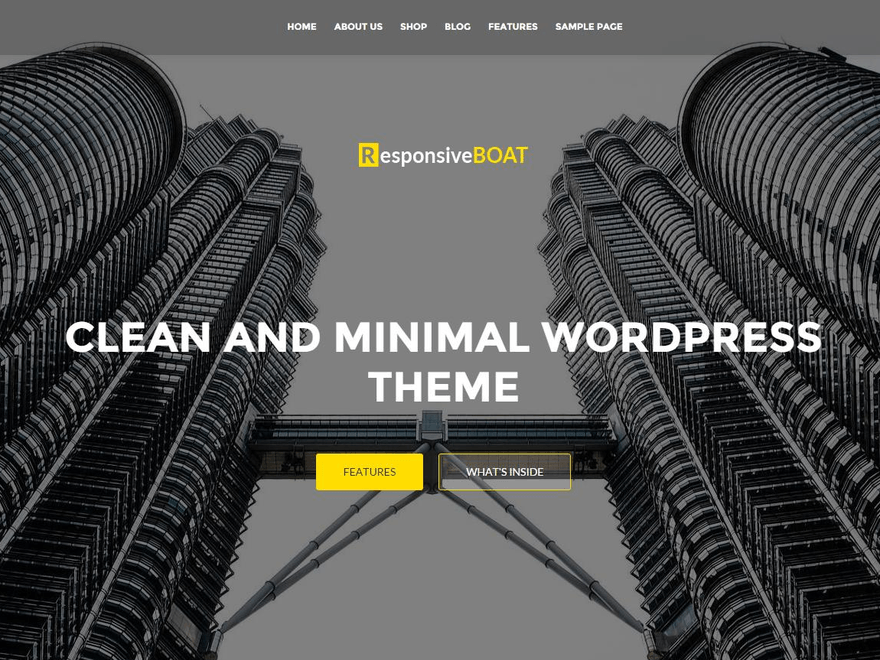 HOME ABOUT US SHOP BLOG FEATURES SAMPLE PAGE
ResponsiveBOAT
CLEAN AND MINIMAL WORDPRESS
THEME
FEATURES WHAT'S INSIDE